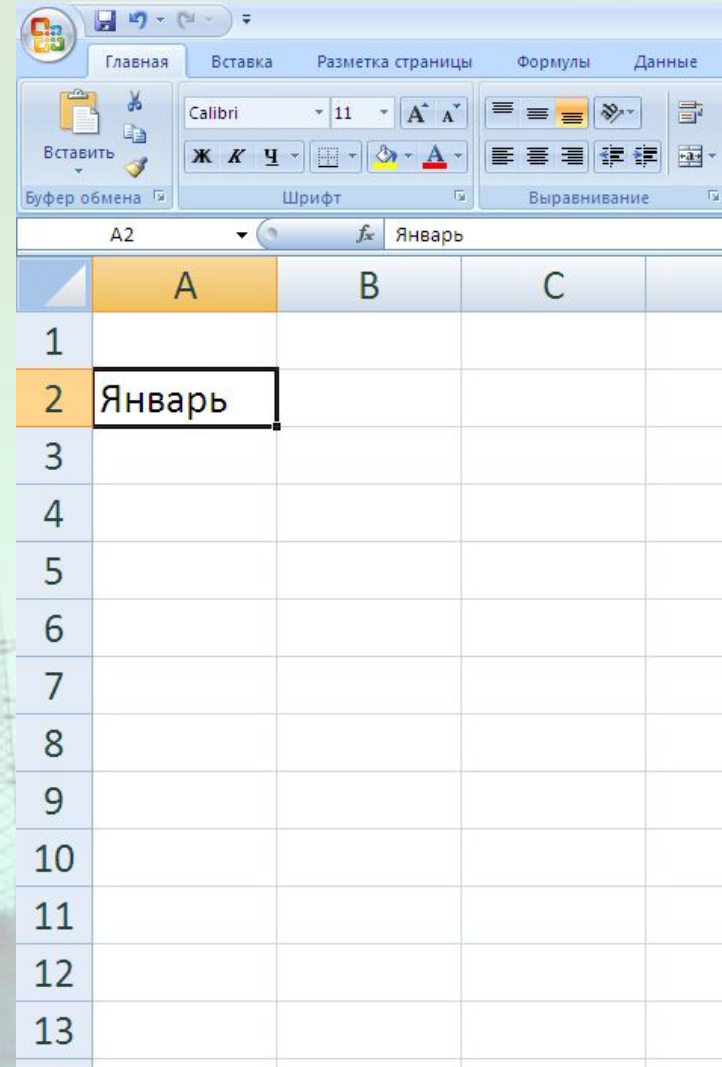 Главная Вставка Разметка страницы Формулы Данные
Calibri 11 A A
Вставить Ж К Ч A a
Буфер обмена Шрифт Выравнивание
A2 fx Январь
A B C
1
2 Январь
3
4
5
6
7
8
9
10
11
12
13